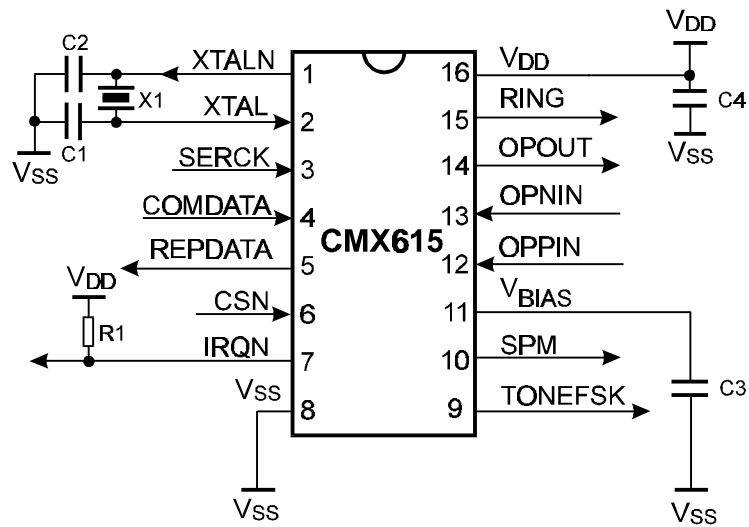 VDD
C2
XTALN
1
16
VDD
X1
RING
C4
XTAL
2
15
C1
VSS
OPOUT
VSS
SERCK
3
14
COMDATA
4
OPNIN
13
CMX615
REPDATA
5
OPPIN
12
VDD
VBIAS
CSN
6
11
R1
IRQN
7
SPM
10
VSS
8
TONEFSK
9
C3
VSS
VSS